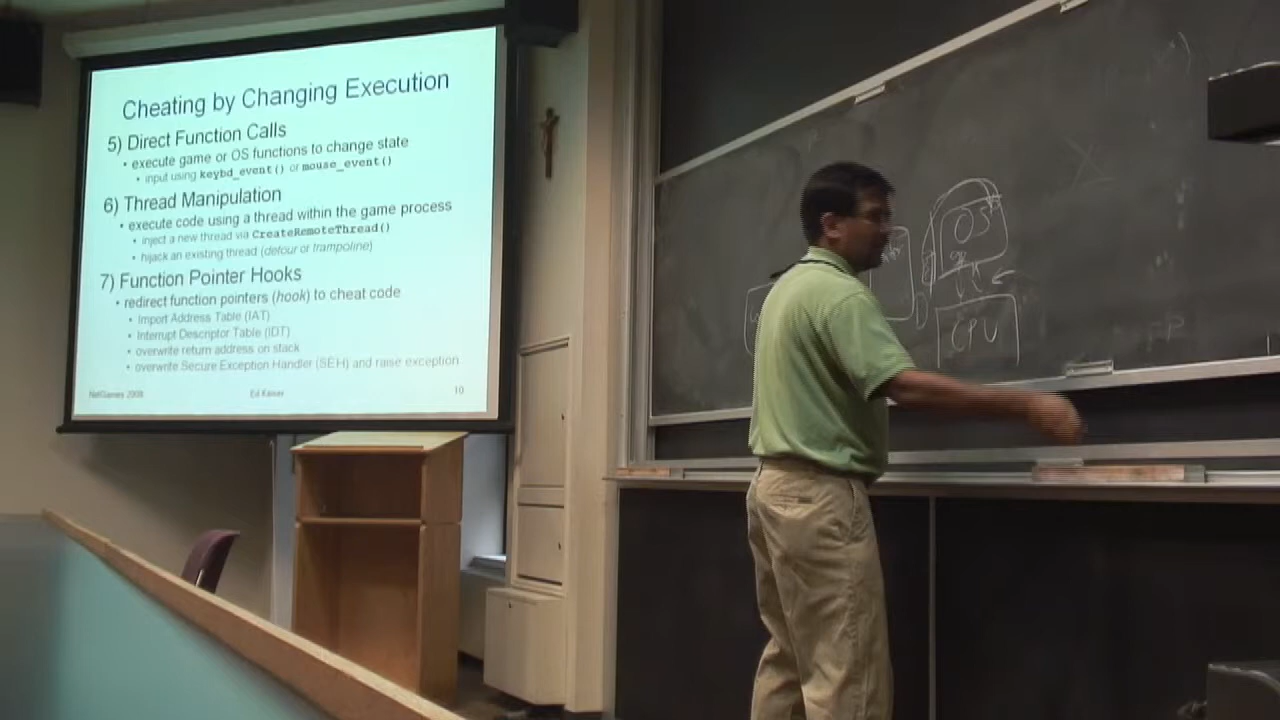 Cheating by Changing Execution
5) Direct Function Calls
• execute game or OS functions to change state
• input using keybd_event() or mouse_event()
6) Thread Manipulation
• execute code using a thread within the game process
• inject a new thread via CreateRemoteThread()
• hijack an existing thread (detour or trampoline)
7) Function Pointer Hooks
• redirect function pointers (hook) to cheat code
• Import Address Table (IAT)
• Interrupt Descriptor Table (IDT)
• overwrite return address on stack
• overwrite Secure Exception Handler (SEH) and raise exception
NetGames 2008 Ed Kaiser 10
OS
CPU